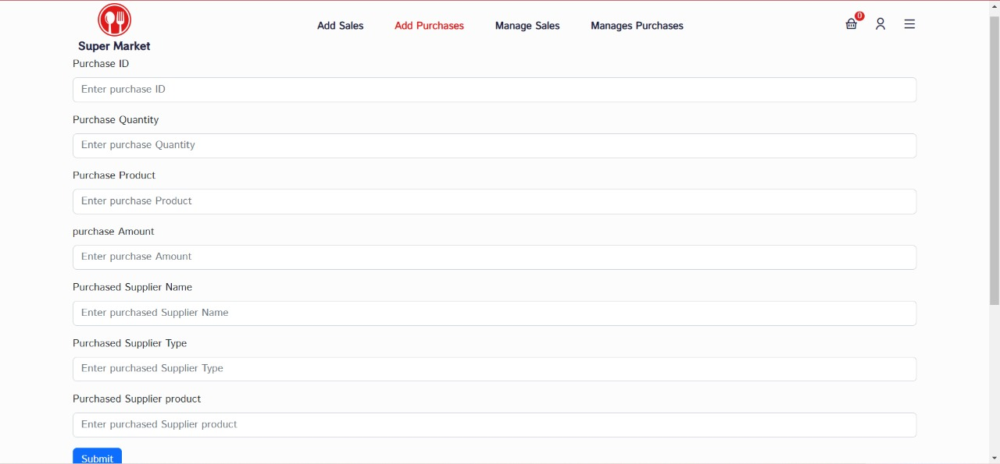 Super Market
Add Sales Add Purchases Manage Sales Manages Purchases
0
Purchase ID
Enter purchase ID
Purchase Quantity
Enter purchase Quantity
Purchase Product
Enter purchase Product
purchase Amount
Enter purchase Amount
Purchased Supplier Name
Enter purchased Supplier Name
Purchased Supplier Type
Enter purchased Supplier Type
Purchased Supplier product
Enter purchased Supplier product
Submit